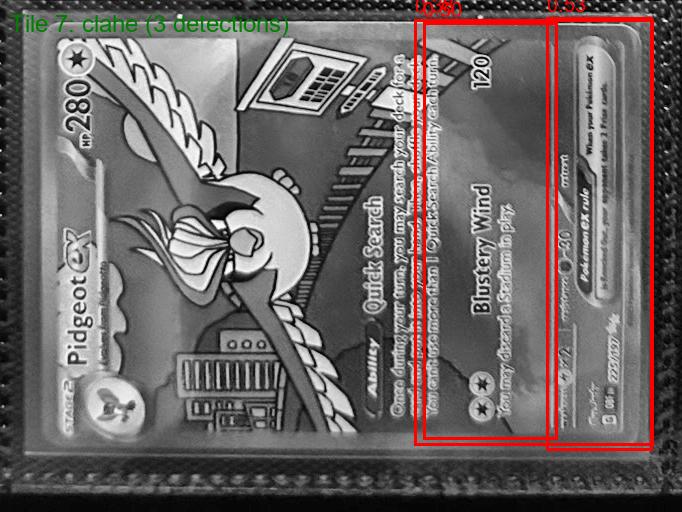 Tile 7: clahe (3 detections)
STAGE 2 Pidgeot ex HP 280
Evolves from Pidgeotto
Ability Quick Search
Once during your turn, you may search your deck for a
card and put it into your hand. Then, shuffle your deck.
You can't use more than 1 Quick Search Ability each turn.
Blustery Wind 120
You may discard a Stadium in play.
weakness ×2 resistance -30 retreat
Pokémon ex rule When your Pokémon ex
is Knocked Out, your opponent takes 2 Prize cards.
G OBF EN 225/197
0.53